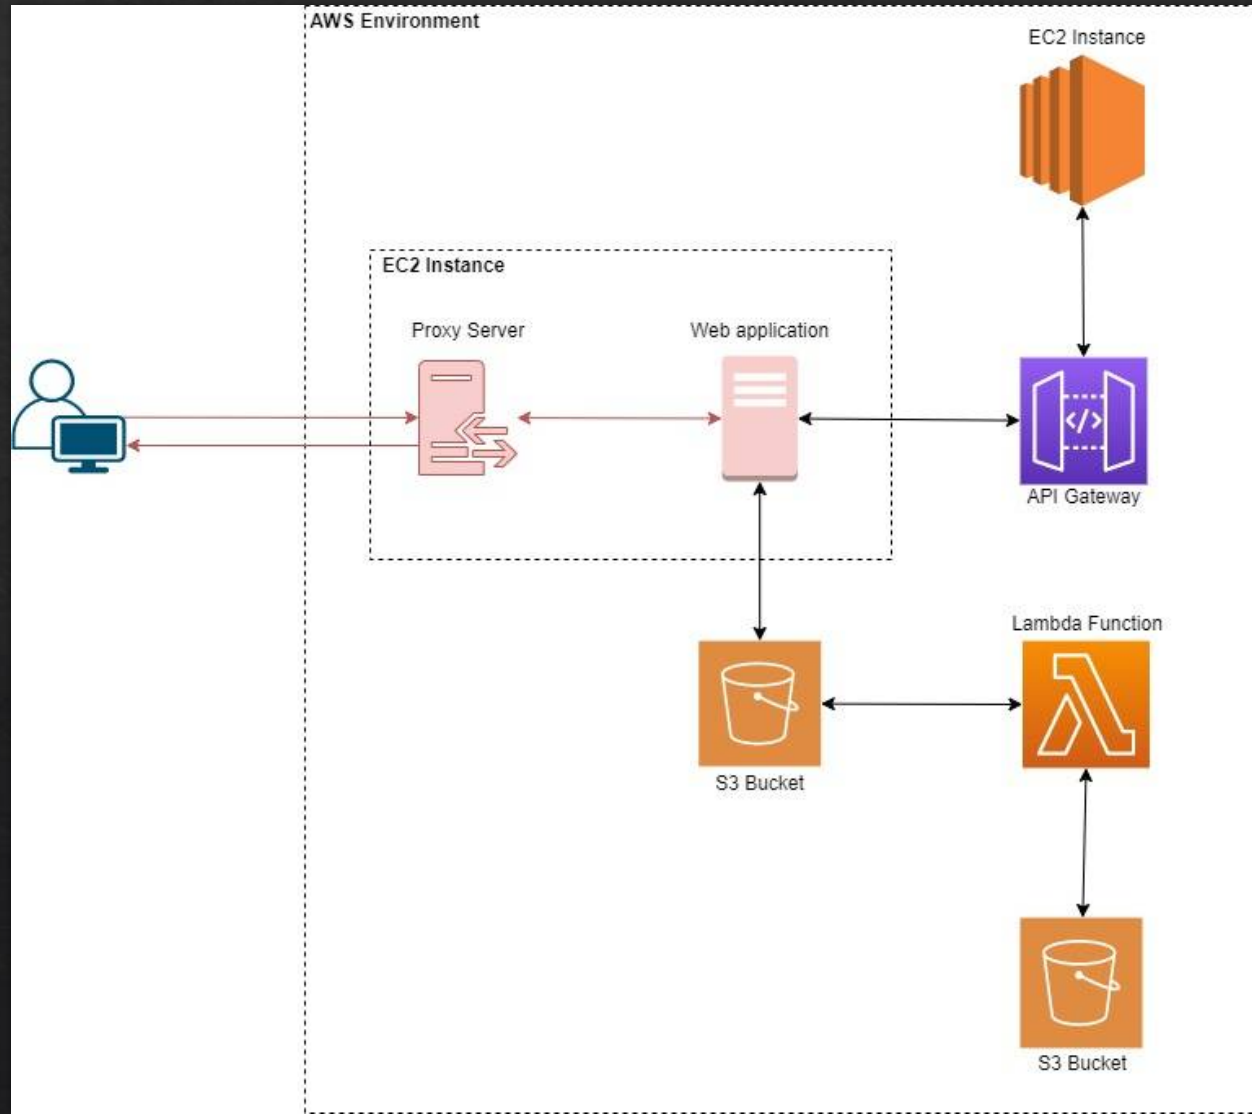 AWS Environment
EC2 Instance
EC2 Instance
Proxy Server
Web application
</>
API Gateway
Lambda Function
S3 Bucket
S3 Bucket